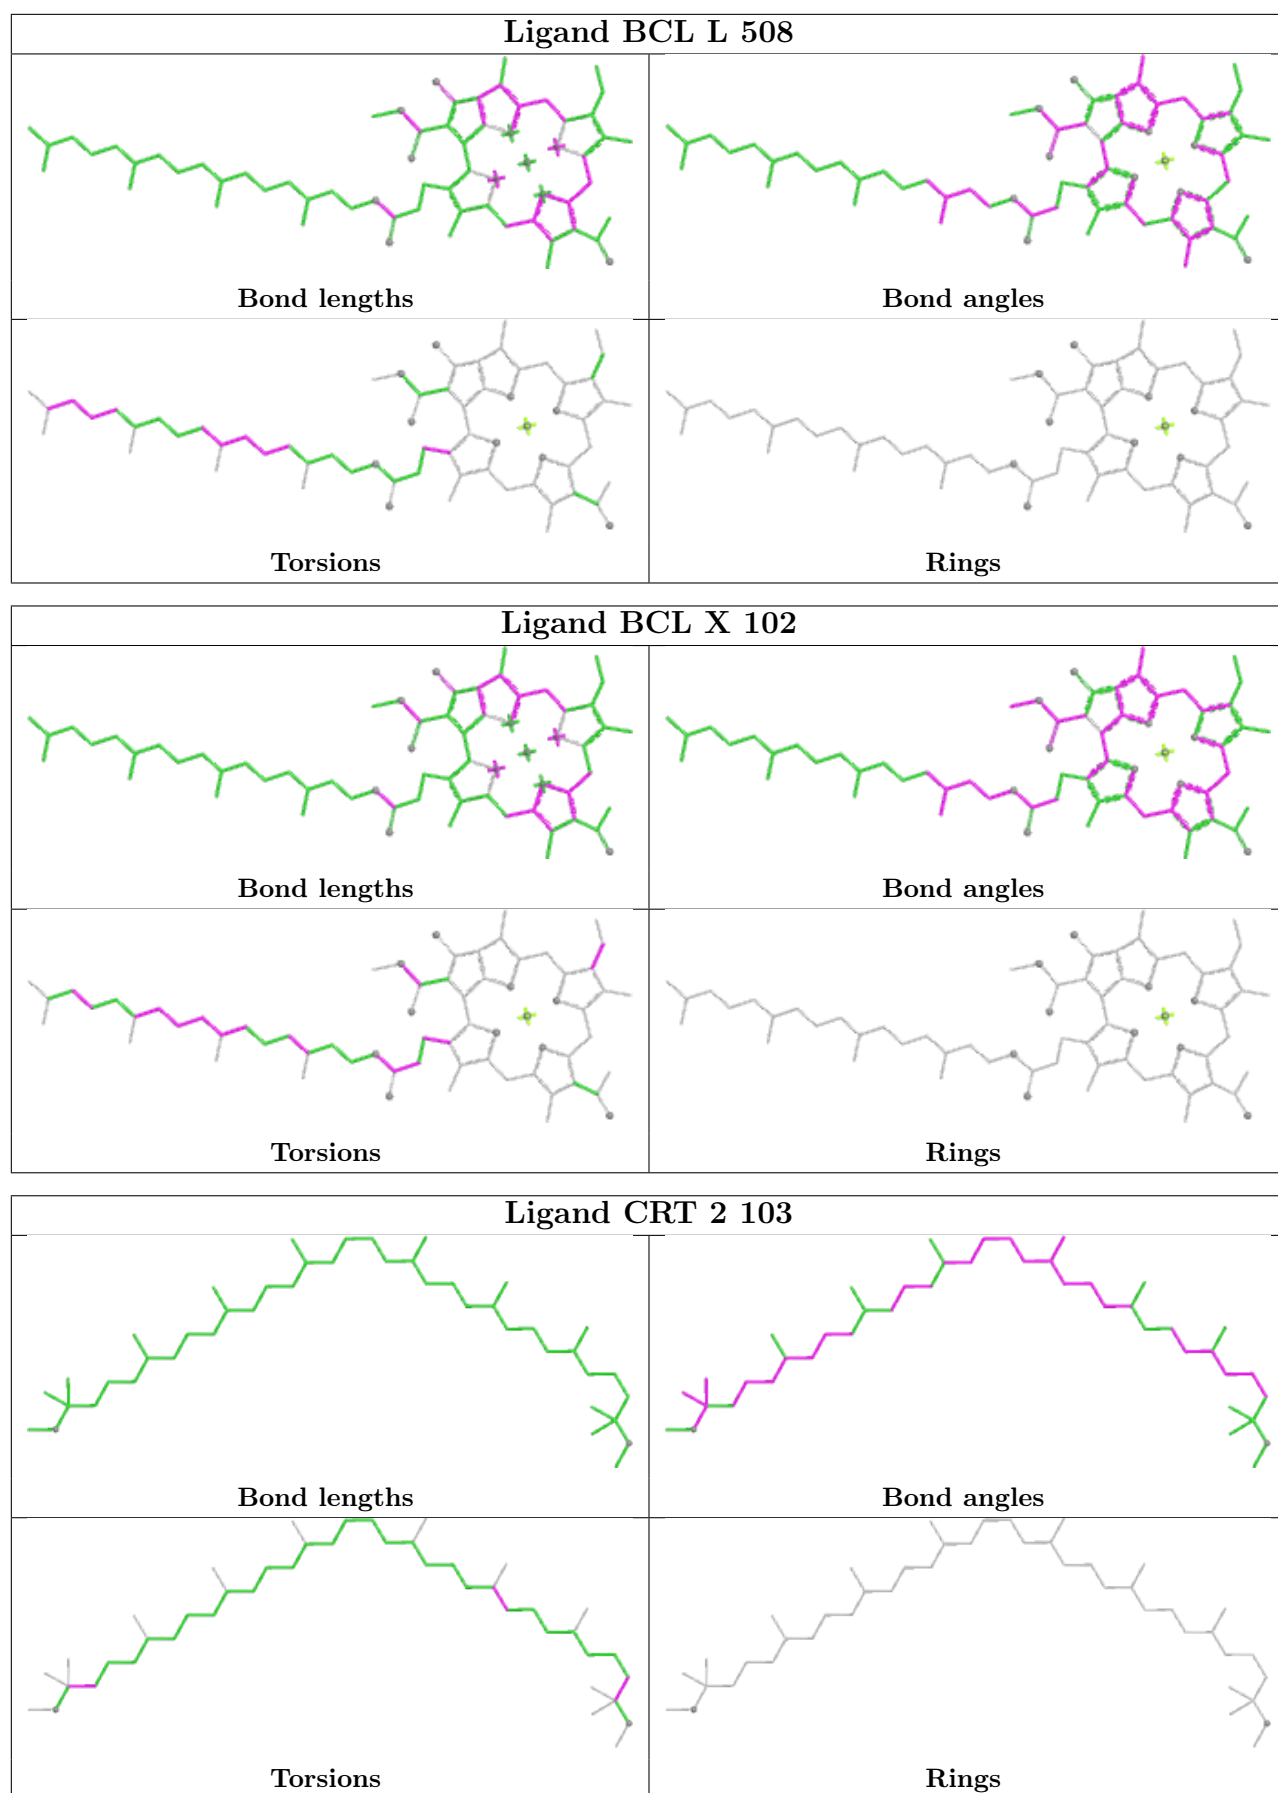 Ligand BCL L 508
Bond lengths
Bond angles
Torsions
Rings
Ligand BCL X 102
Bond lengths
Bond angles
Torsions
Rings
Ligand CRT 2 103
Bond lengths
Bond angles
Torsions
Rings